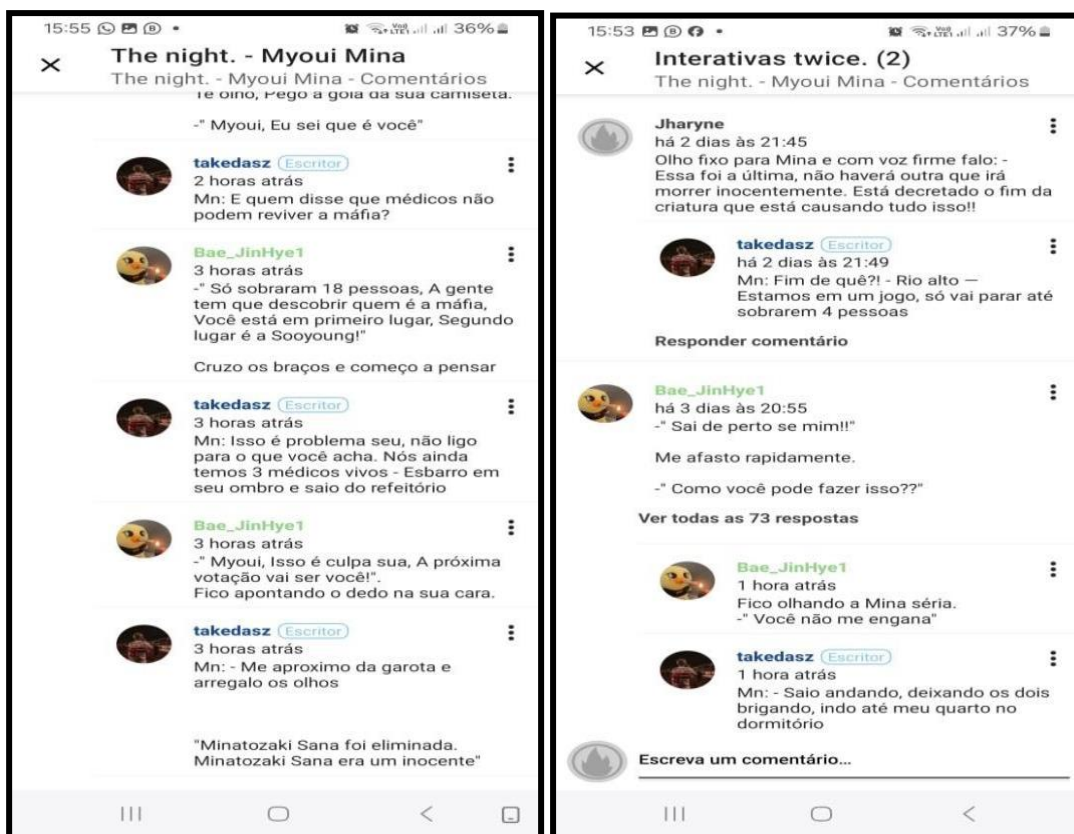 15:55
36%
The night. - Myoui Mina
The night. - Myoui Mina - Comentários
Te olho, Pego a gola da sua camiseta.
-" Myoui, Eu sei que é você"
takedasz Escritor
2 horas atrás
Mn: E quem disse que médicos não
podem reviver a máfia?
Bae_JinHye1
3 horas atrás
-" Só sobraram 18 pessoas, A gente
tem que descobrir quem é a máfia,
Você está em primeiro lugar, Segundo
lugar é a Sooyoung!"
Cruzo os braços e começo a pensar
takedasz Escritor
3 horas atrás
Mn: Isso é problema seu, não ligo
para o que você acha. Nós ainda
temos 3 médicos vivos - Esbarro em
seu ombro e saio do refeitório
Bae_JinHye1
3 horas atrás
-" Myoui, Isso é culpa sua, A próxima
votação vai ser você!".
Fico apontando o dedo na sua cara.
takedasz Escritor
3 horas atrás
Mn: - Me aproximo da garota e
arregalo os olhos
"Minatozaki Sana foi eliminada.
Minatozaki Sana era um inocente"
15:53
37%
Interativas twice. (2)
The night. - Myoui Mina - Comentários
Jharyne
há 2 dias às 21:45
Olho fixo para Mina e com voz firme falo: -
Essa foi a última, não haverá outra que irá
morrer inocentemente. Está decretado o fim da
criatura que está causando tudo isso!!
takedasz Escritor
há 2 dias às 21:49
Mn: Fim de quê?! - Rio alto —
Estamos em um jogo, só vai parar até
sobrarem 4 pessoas
Responder comentário
Bae_JinHye1
há 3 dias às 20:55
-" Sai de perto se mim!!"
Me afasto rapidamente.
-" Como você pode fazer isso??"
Ver todas as 73 respostas
Bae_JinHye1
1 hora atrás
Fico olhando a Mina séria.
-" Você não me engana"
takedasz Escritor
1 hora atrás
Mn: - Saio andando, deixando os dois
brigando, indo até meu quarto no
dormitório
Escreva um comentário...